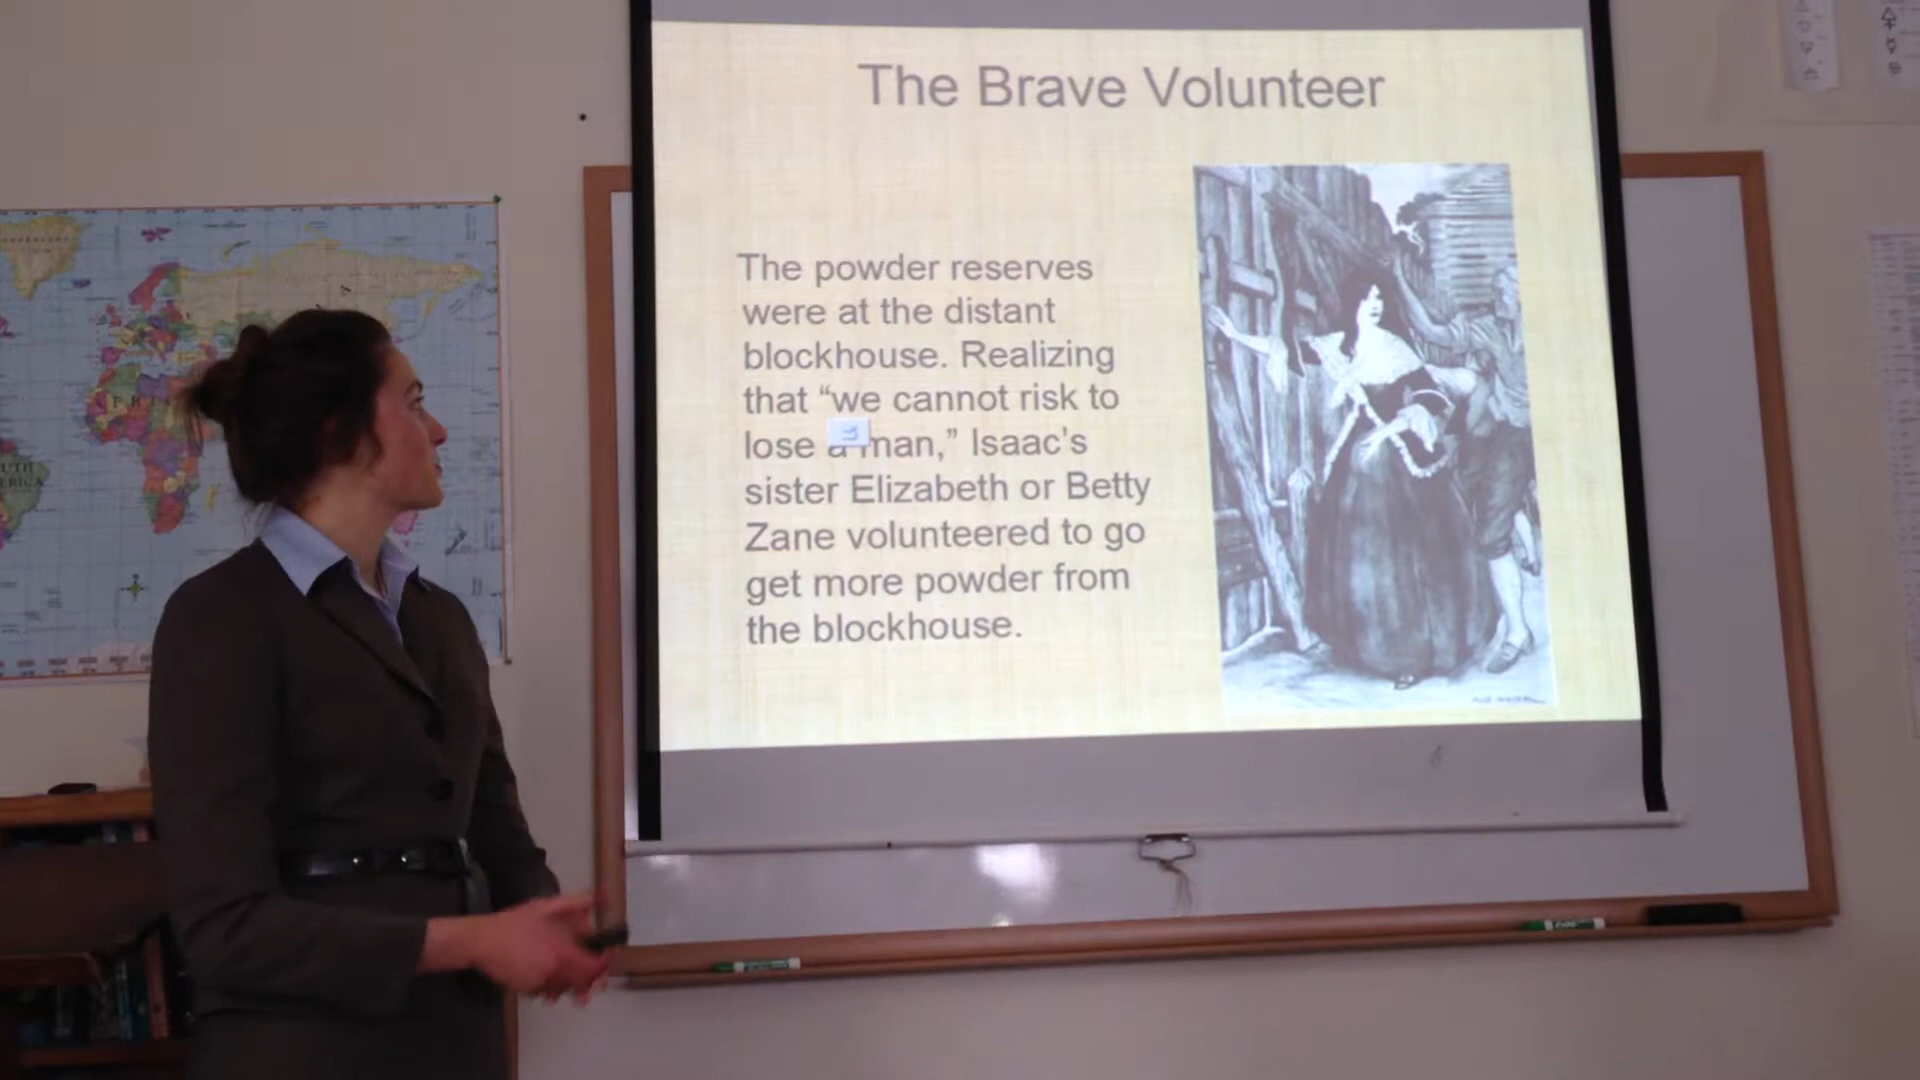 The Brave Volunteer
The powder reserves
were at the distant
blockhouse. Realizing
that “we cannot risk to
lose a man,” Isaac’s
sister Elizabeth or Betty
Zane volunteered to go
get more powder from
the blockhouse.